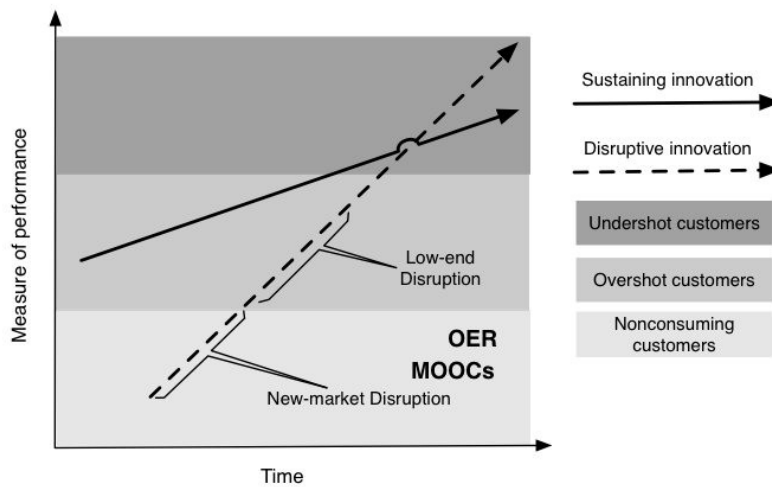 Measure of performance
Low-end
Disruption
OER
MOOCs
New-market Disruption
Time
Sustaining innovation
Disruptive innovation
Undershot customers
Overshot customers
Nonconsuming
customers